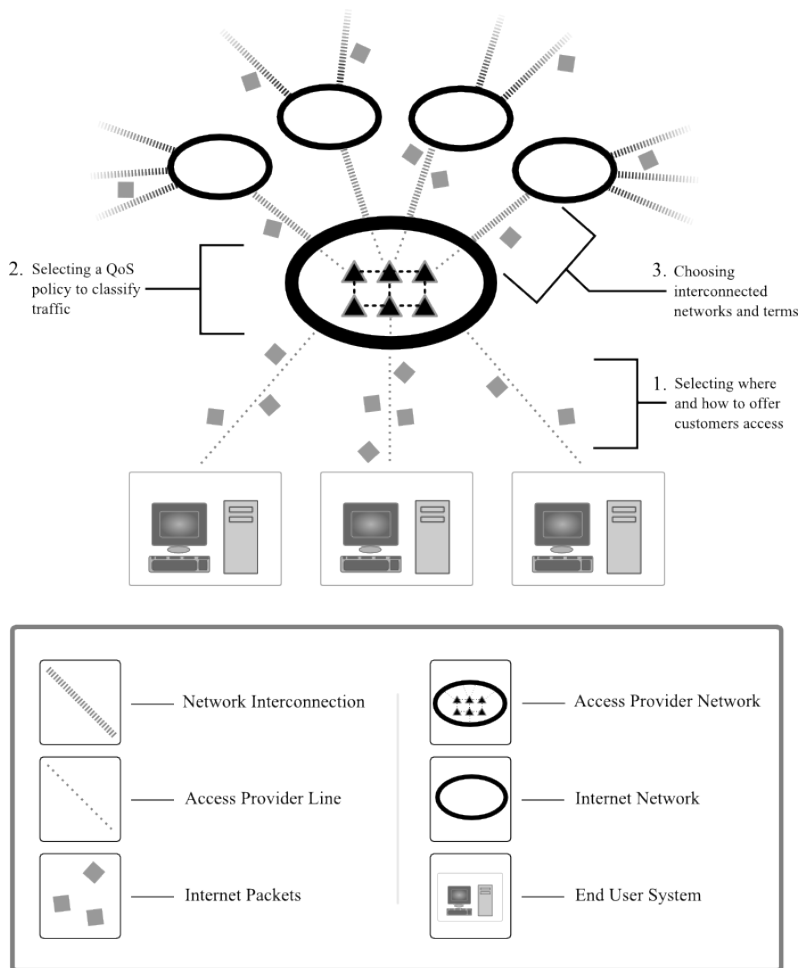 2. Selecting a QoS
policy to classify
traffic
3. Choosing
interconnected
networks and terms
1. Selecting where
and how to offer
customers access
Network Interconnection
Access Provider Network
Access Provider Line
Internet Network
Internet Packets
End User System